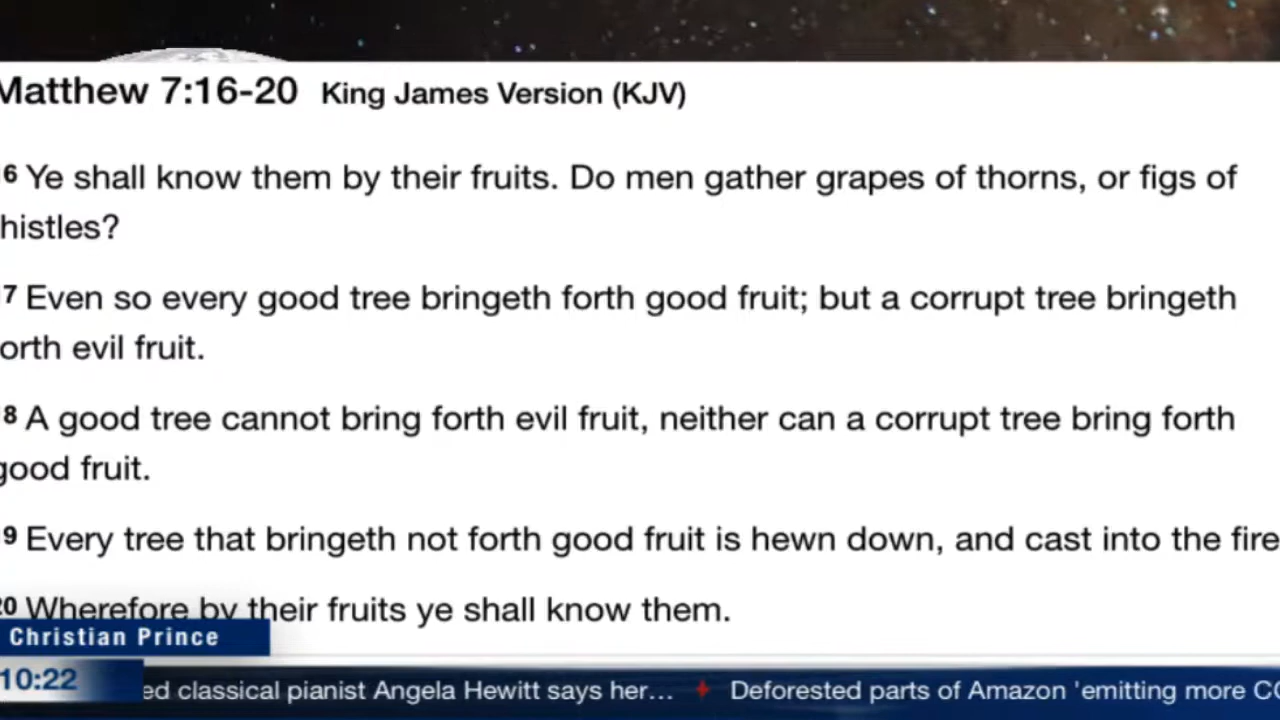 Matthew 7:16-20 King James Version (KJV)
6 Ye shall know them by their fruits. Do men gather grapes of thorns, or figs of
histles?
7 Even so every good tree bringeth forth good fruit; but a corrupt tree bringeth
orth evil fruit.
8 A good tree cannot bring forth evil fruit, neither can a corrupt tree bring forth
good fruit.
9 Every tree that bringeth not forth good fruit is hewn down, and cast into the fire
20 Wherefore by their fruits ye shall know them.
Christian Prince
10:22
ed classical pianist Angela Hewitt says her... Deforested parts of Amazon 'emitting more CO